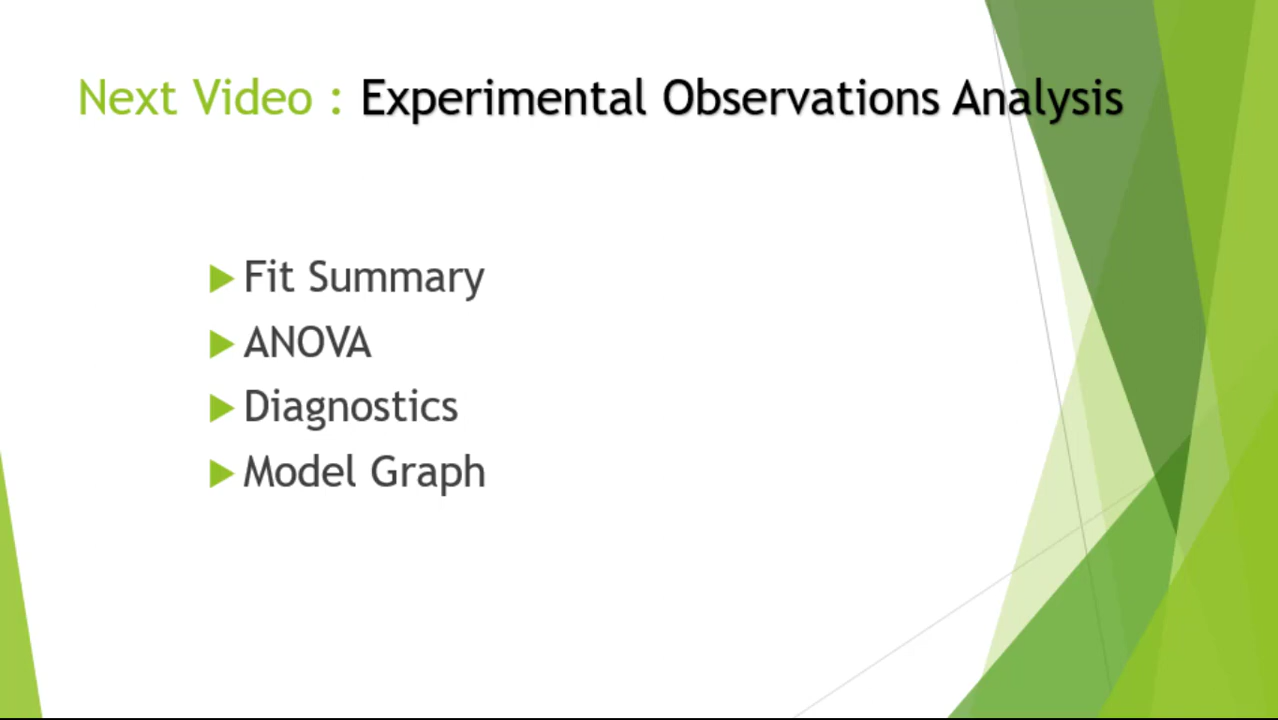 Next Video : Experimental Observations Analysis
Fit Summary
ANOVA
Diagnostics
Model Graph